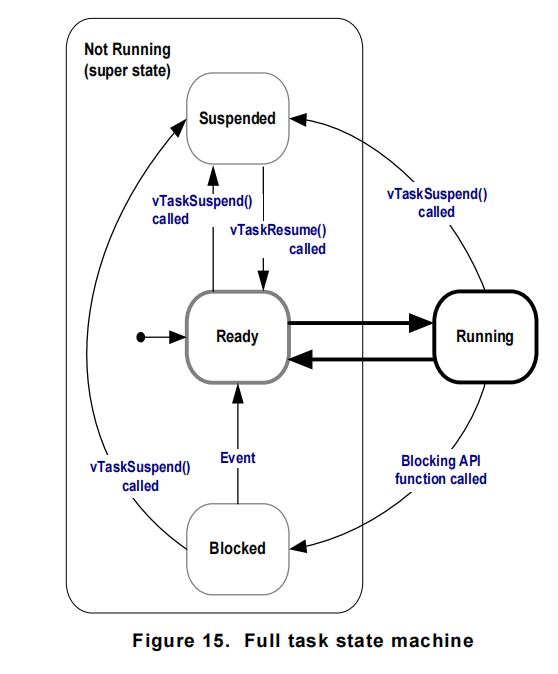 Not Running
(super state)
Suspended
vTaskSuspend()
called
vTaskResume()
called
vTaskSuspend()
called
Ready
Running
Event
vTaskSuspend()
called
Blocking API
function called
Blocked
Figure 15. Full task state machine